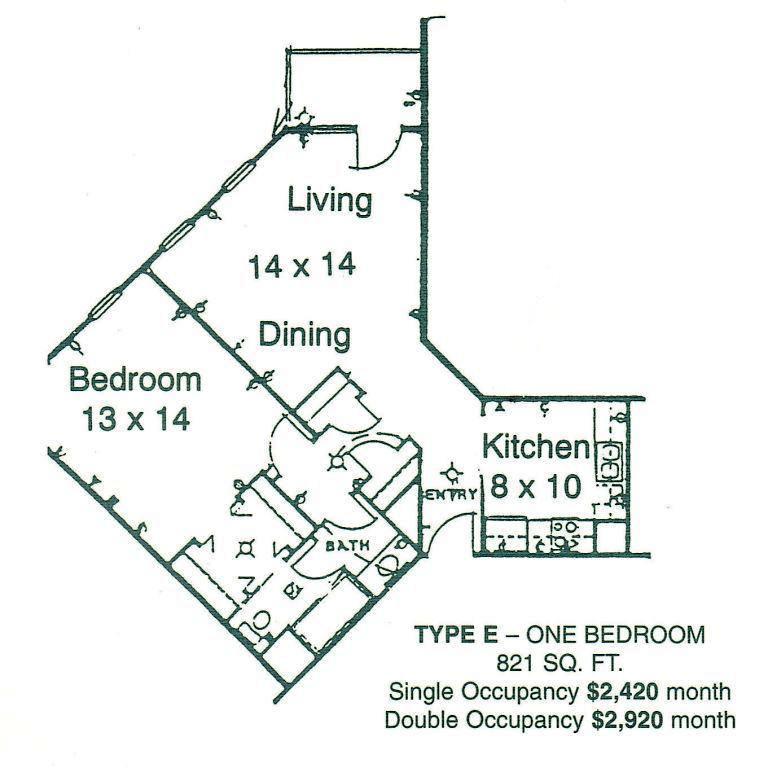 Living
14 x 14
Dining
Bedroom
13 x 14
Kitchen
8 x 10
ENTRY
BATH
TYPE E – ONE BEDROOM
821 SQ. FT.
Single Occupancy $2,420 month
Double Occupancy $2,920 month